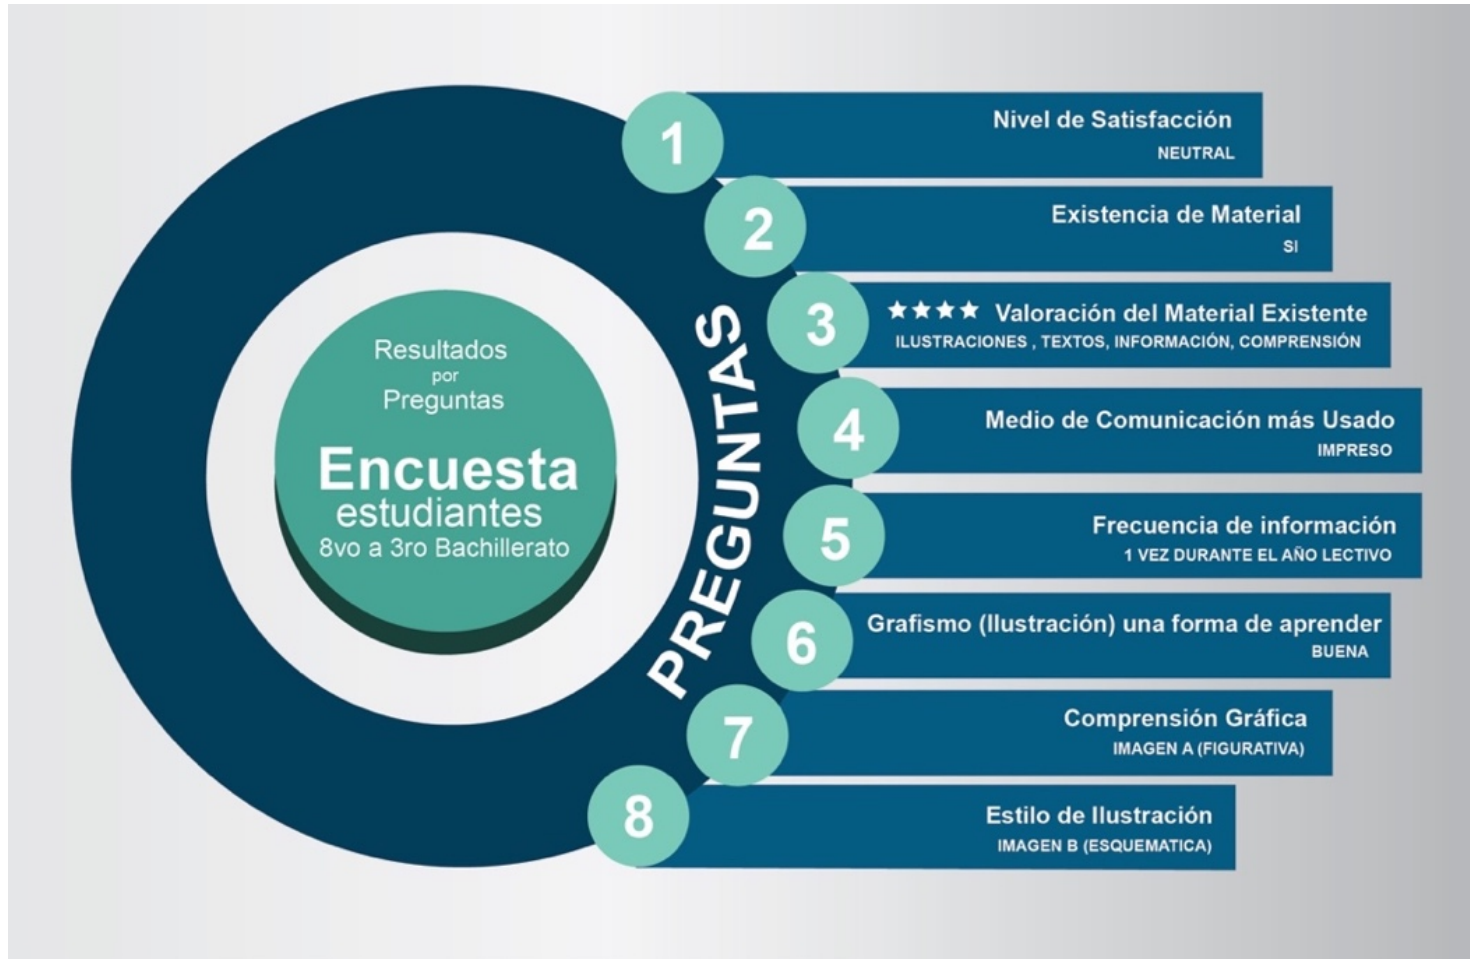 Resultados
por
Preguntas
Encuesta
estudiantes
8vo a 3ro Bachillerato
PREGUNTAS
1
Nivel de Satisfacción
NEUTRAL
2
Existencia de Material
SI
3
★★★★ Valoración del Material Existente
ILUSTRACIONES , TEXTOS, INFORMACIÓN, COMPRENSIÓN
4
Medio de Comunicación más Usado
IMPRESO
5
Frecuencia de información
1 VEZ DURANTE EL AÑO LECTIVO
6
Grafismo (Ilustración) una forma de aprender
BUENA
7
Comprensión Gráfica
IMAGEN A (FIGURATIVA)
8
Estilo de Ilustración
IMAGEN B (ESQUEMATICA)